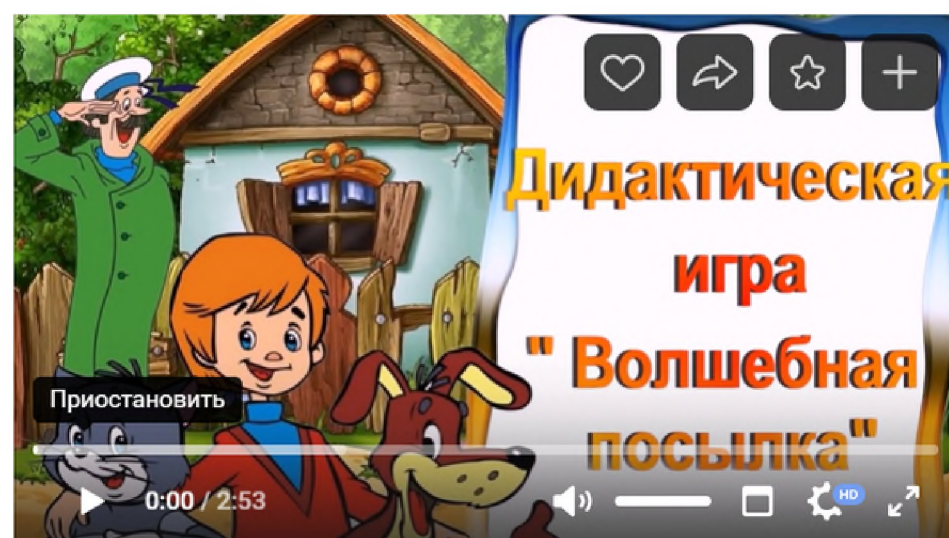 Дидактическая
игра
" Волшебная
посылка"
Приостановить
0:00 / 2:53
HD